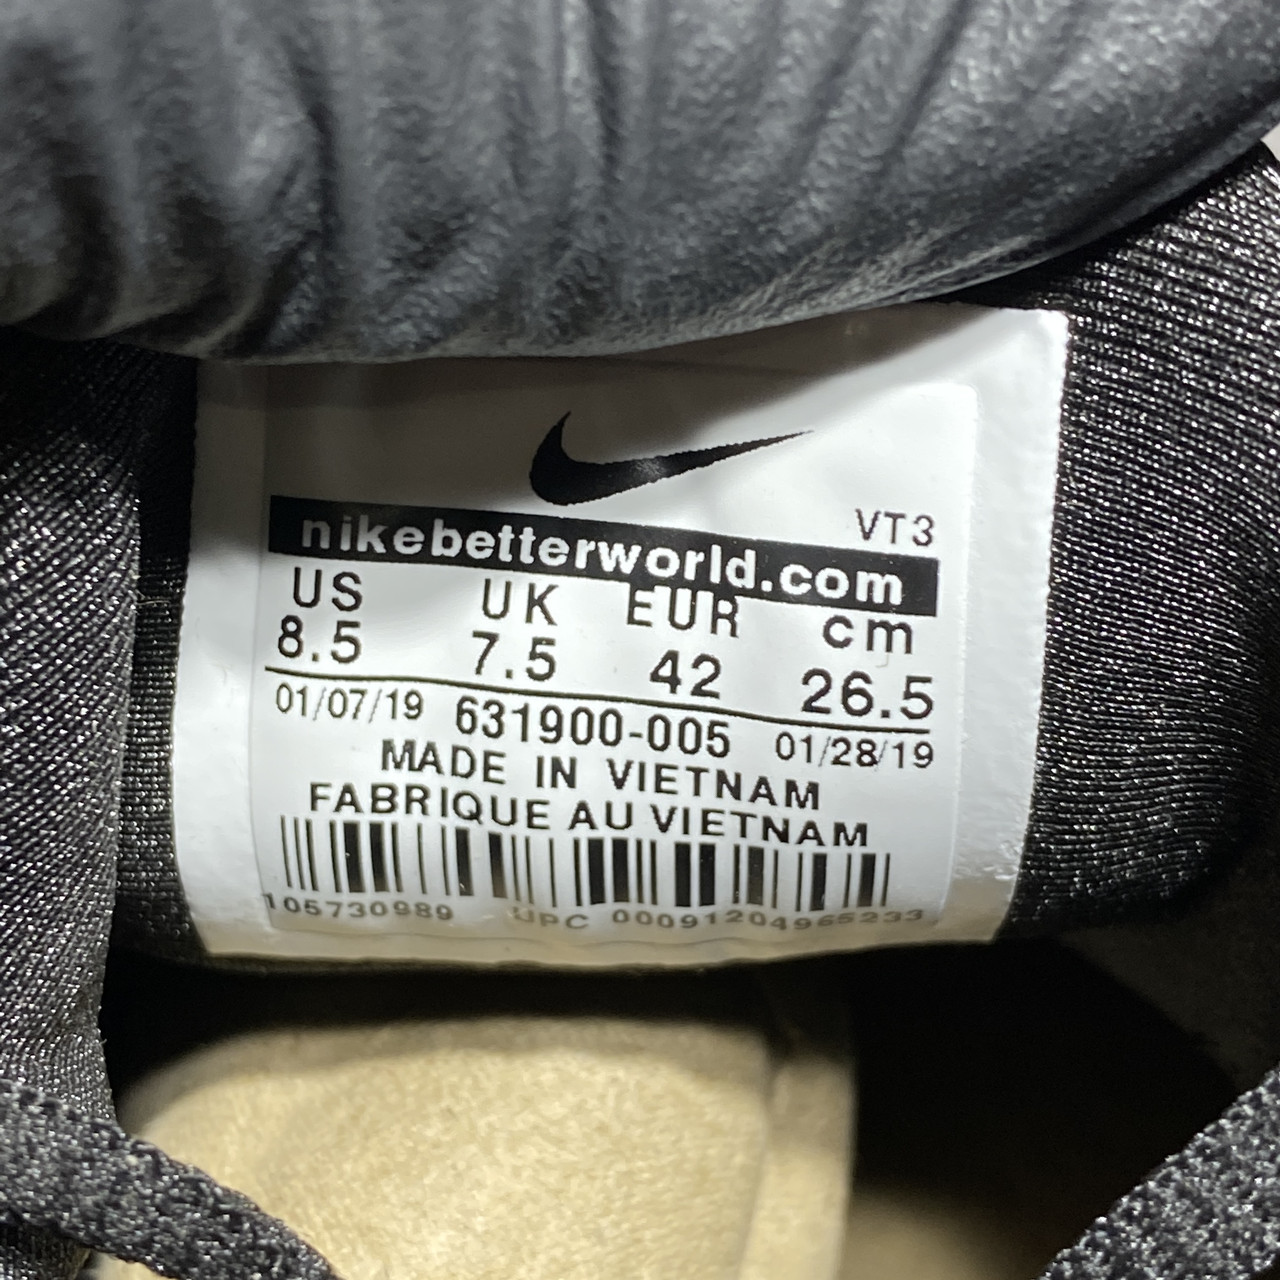 VT3
nikebetterworld.com
US UK EUR cm
8.5 7.5 42 26.5
01/07/19 631900-005 01/28/19
MADE IN VIETNAM
FABRIQUE AU VIETNAM
105730989 UPC 00091204965233